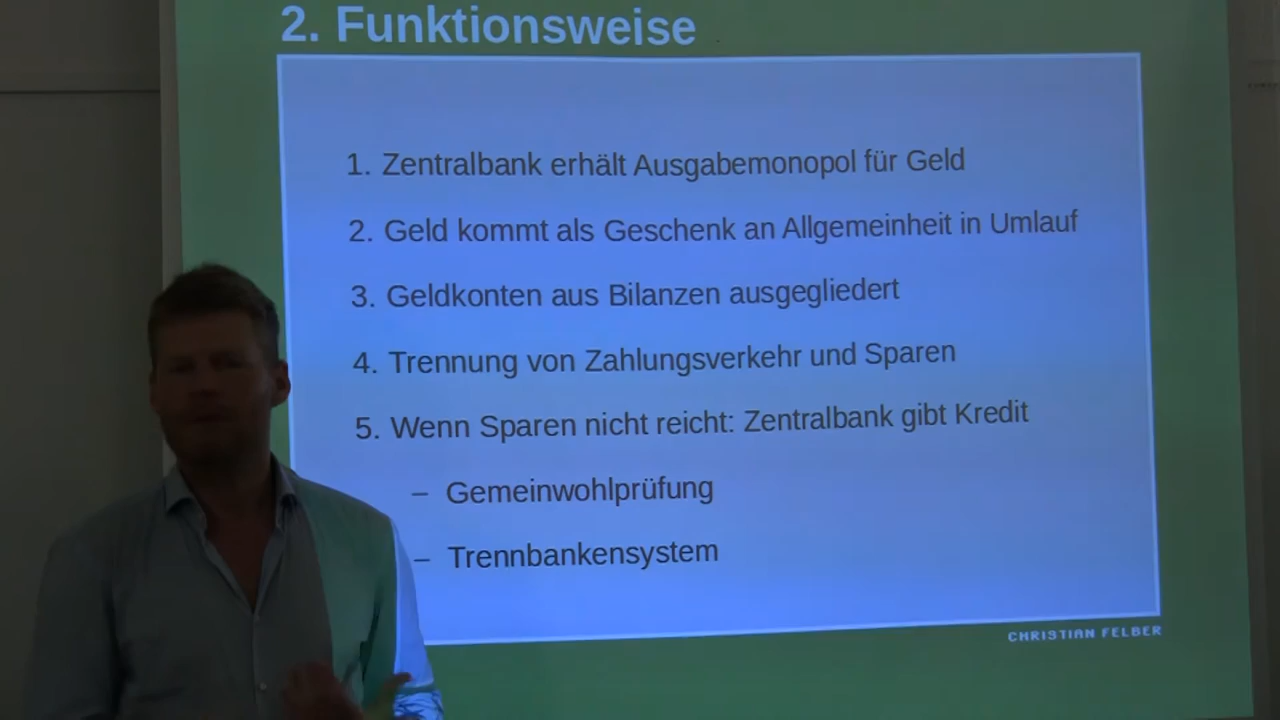 2. Funktionsweise
1. Zentralbank erhält Ausgabemonopol für Geld
2. Geld kommt als Geschenk an Allgemeinheit in Umlauf
3. Geldkonten aus Bilanzen ausgegliedert
4. Trennung von Zahlungsverkehr und Sparen
5. Wenn Sparen nicht reicht: Zentralbank gibt Kredit
– Gemeinwohlprüfung
– Trennbankensystem
CHRISTIAN FELBER